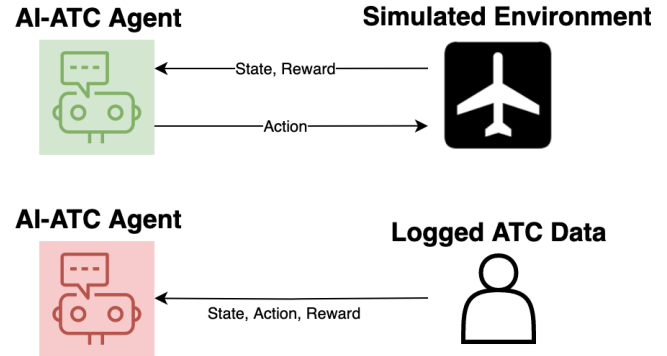 AI-ATC Agent
Simulated Environment
State, Reward
Action
AI-ATC Agent
Logged ATC Data
State, Action, Reward